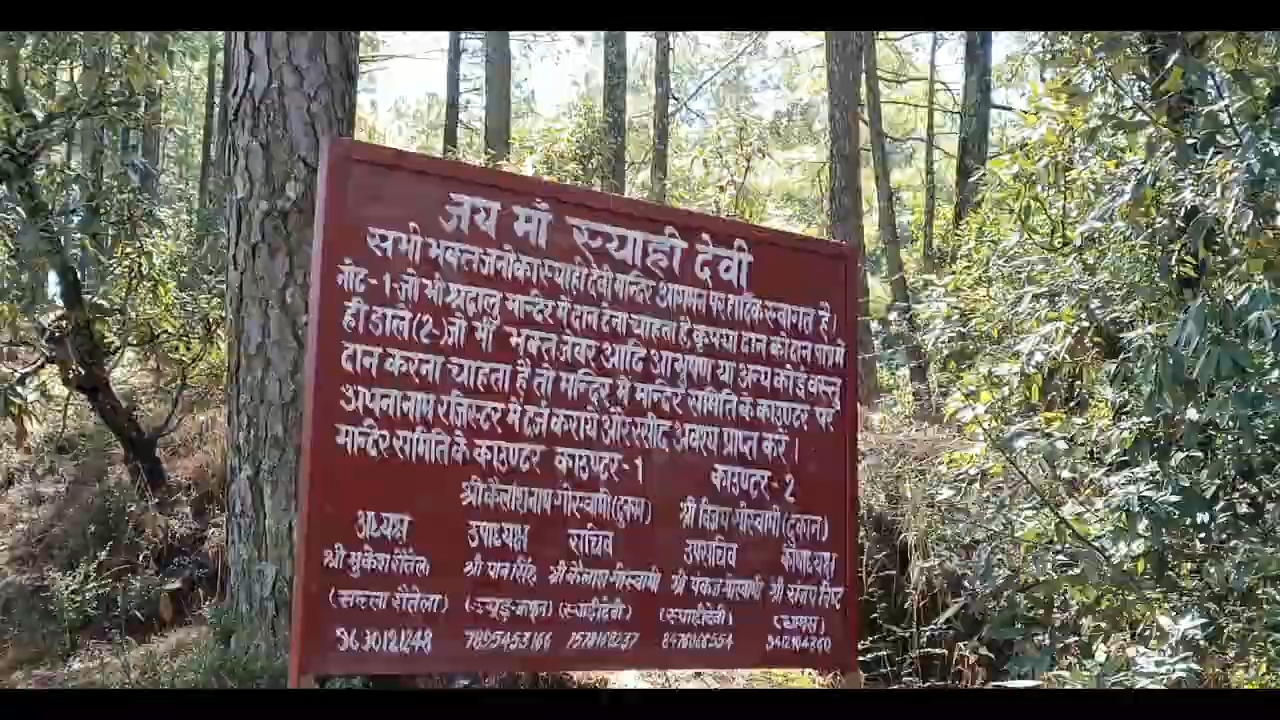 जय माँ स्याही देवी
सभी भक्तजनों का स्याही देवी मन्दिर आगमन पर हार्दिक स्वागत है।
नोट - 1- जो भी श्रद्धालु मन्दिर में दान देना चाहता है कृपया दान को दान पात्र में
ही डाले (2-) जो भी भक्त जेवर आदि आभूषण या अन्य कोई वस्तु
दान करना चाहता है तो मन्दिर में मन्दिर समिति के काउण्टर पर
अपना नाम रजिस्टर में दर्ज करायें और रसीद अवश्य प्राप्त करें।
मान्दिर समिति के काउण्टर काउण्टर - 1 काउण्टर - 2
श्री कैलाश नाथ गोस्वामी (दुकान) श्री विजय गोस्वामी (दुकान)
अध्यक्ष उपाध्यक्ष सचिव उपसचिव कोषाध्यक्ष
श्री मुकेश रौतेला श्री पान सिंह श्री कैलाश गोस्वामी श्री पंकज गोस्वामी श्री संजय बिष्ट
(सल्ला रौतेला) (स्याहीदेवी) (स्याहीदेवी)